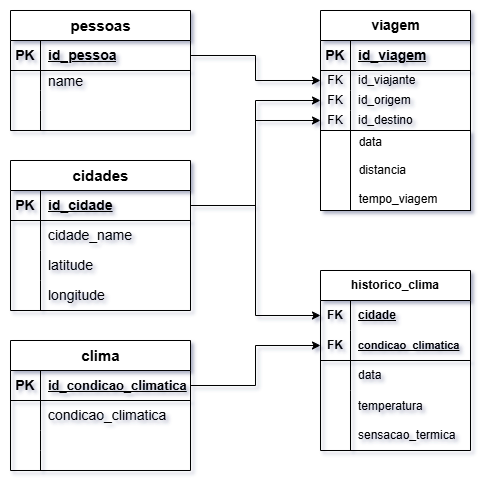 pessoas
PK id_pessoa
name
cidades
PK id_cidade
cidade_name
latitude
longitude
clima
PK id_condicao_climatica
condicao_climatica
viagem
PK id_viagem
FK id_viajante
FK id_origem
FK id_destino
data
distancia
tempo_viagem
historico_clima
FK cidade
FK condicao_climatica
data
temperatura
sensacao_termica